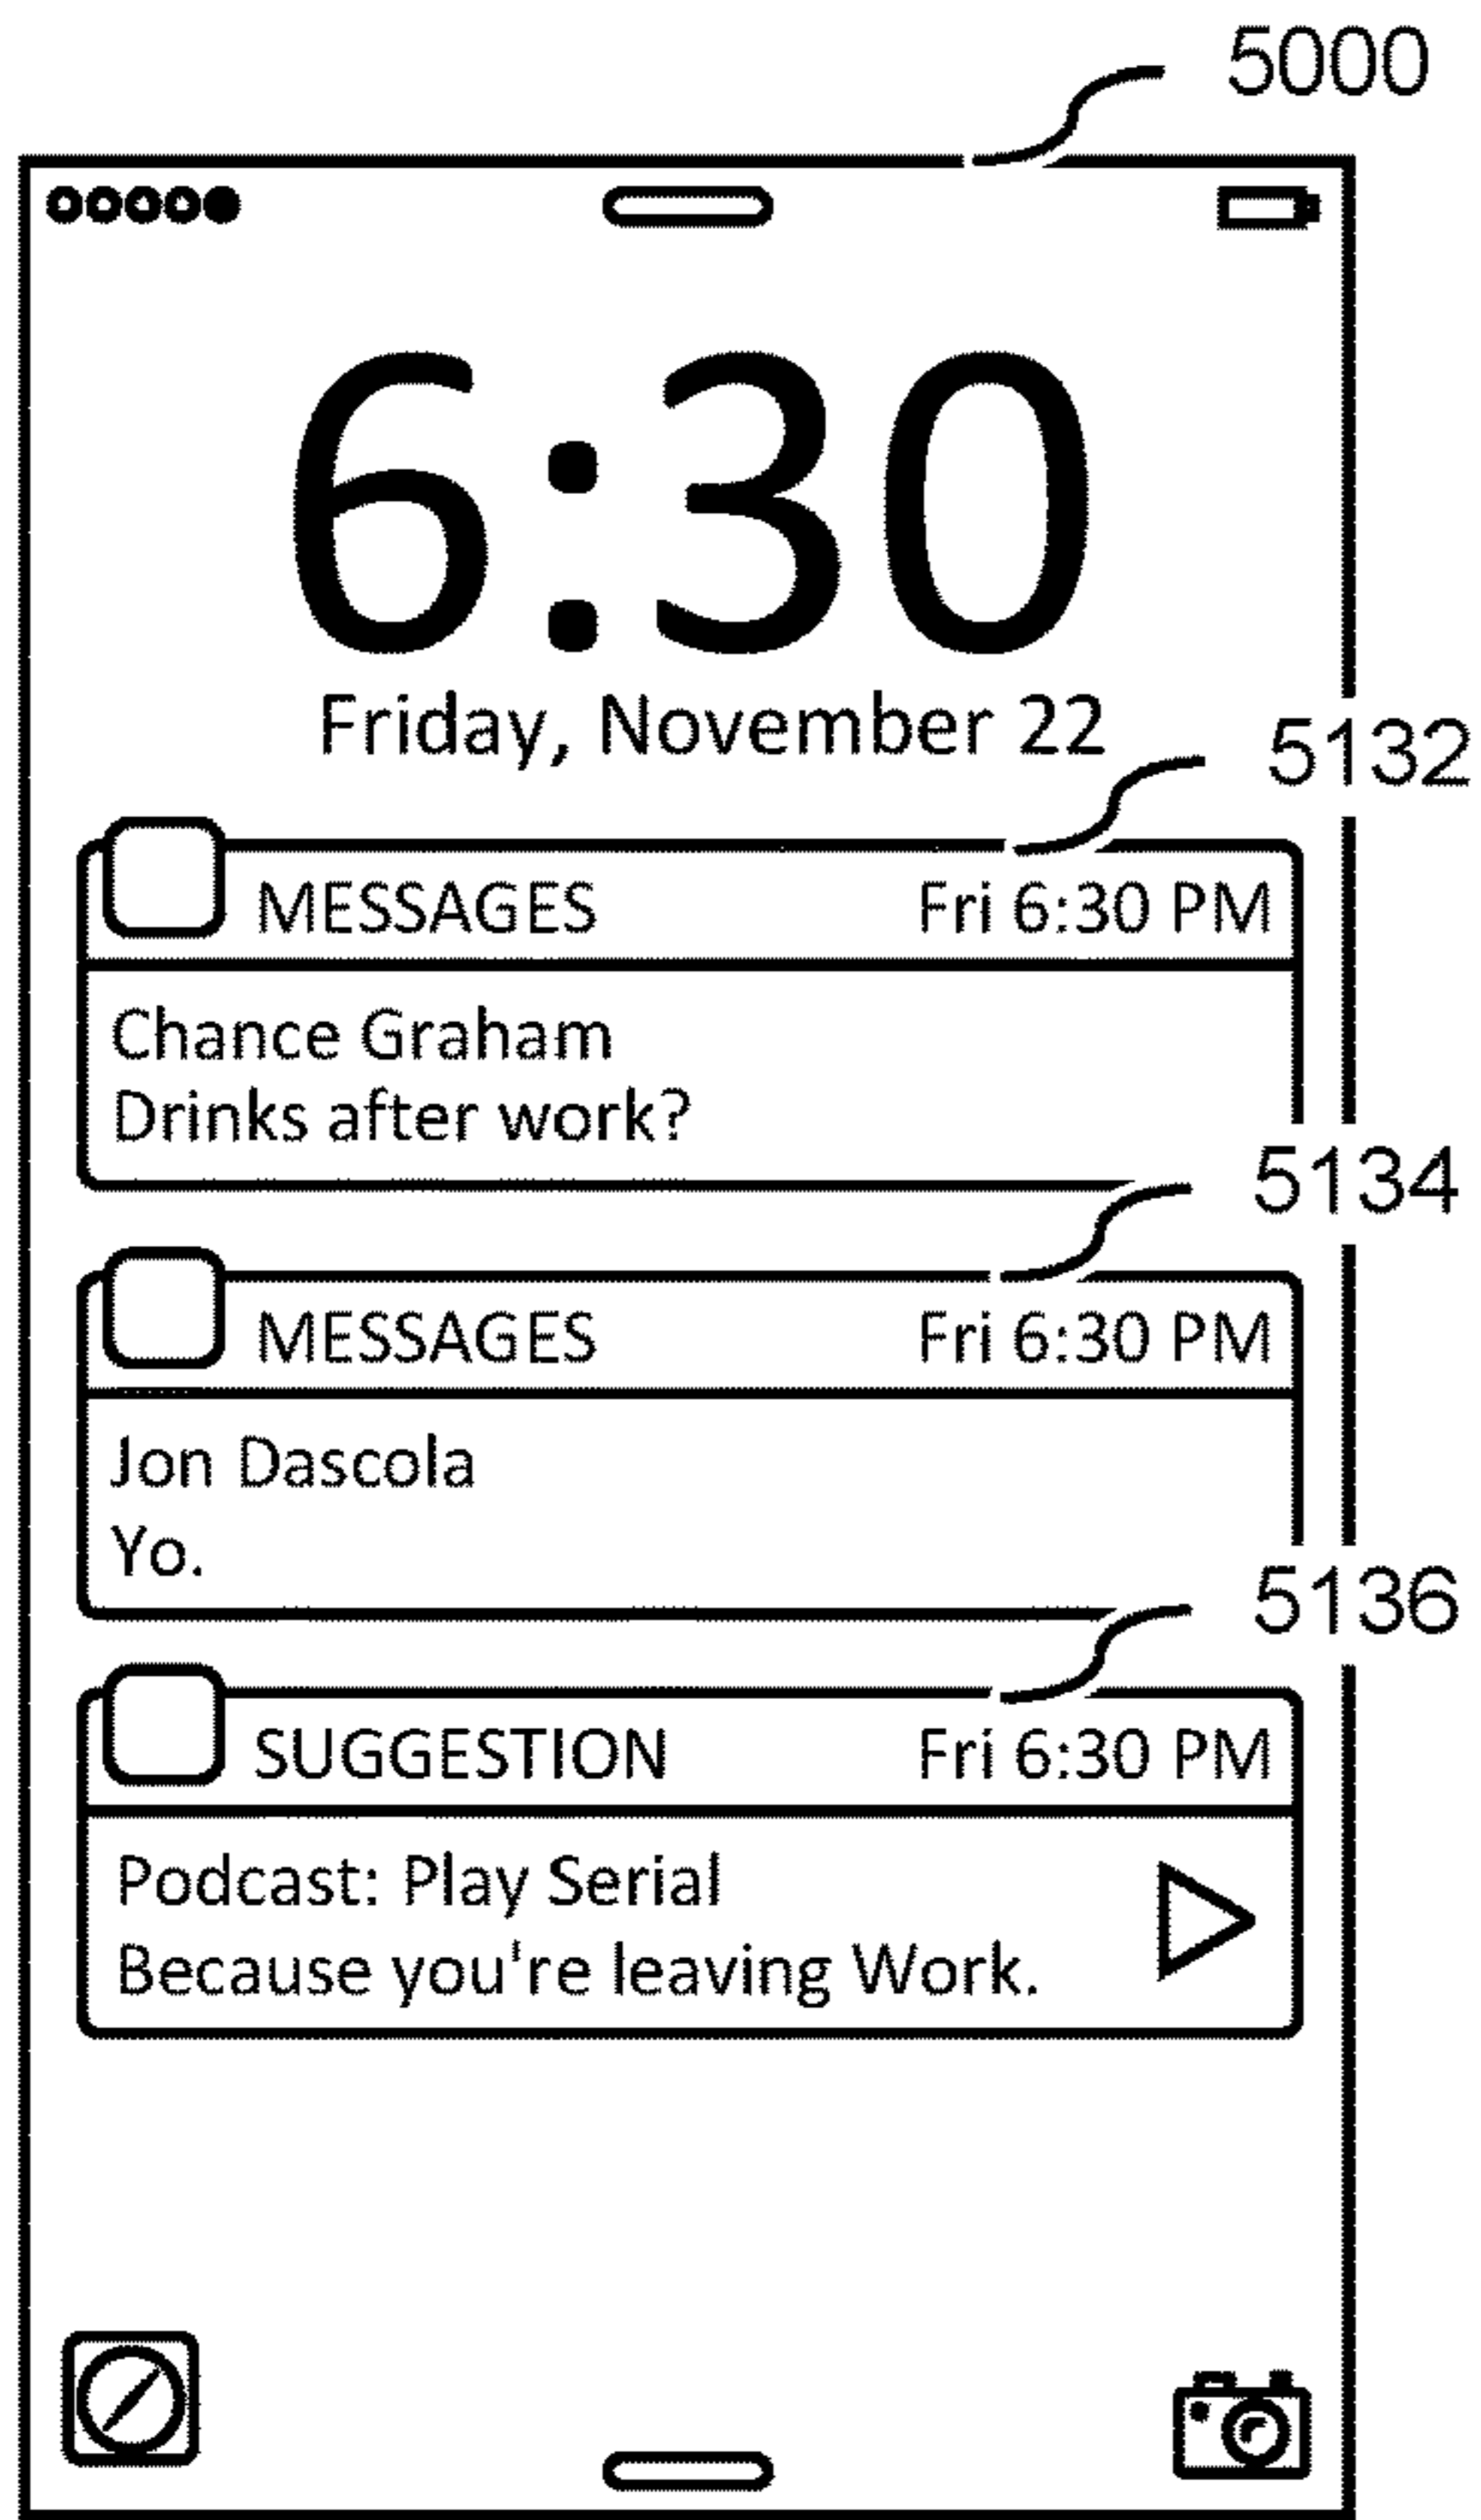 5000
6:30
Friday, November 22
5132
MESSAGES Fri 6:30 PM
Chance Graham
Drinks after work?
5134
MESSAGES Fri 6:30 PM
Jon Dascola
Yo.
5136
SUGGESTION Fri 6:30 PM
Podcast: Play Serial
Because you're leaving Work.